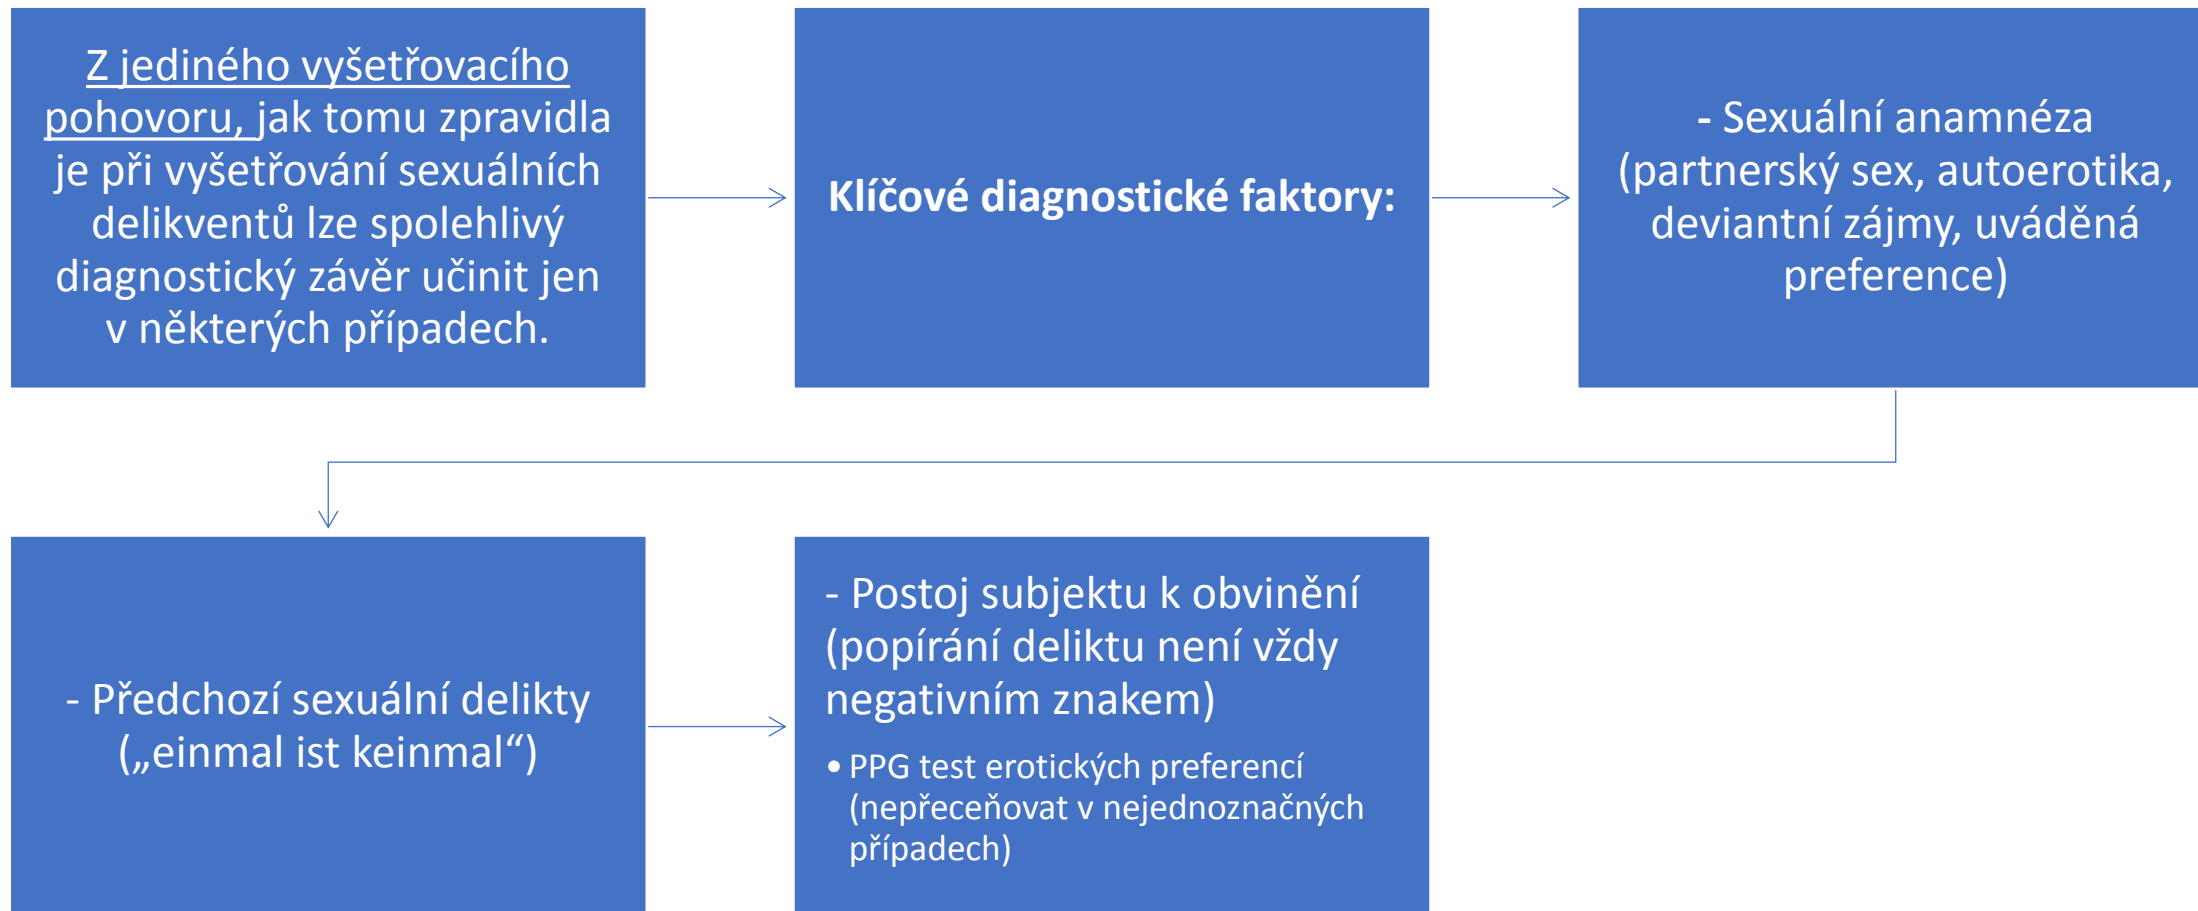 Z jediného vyšetřovacího
pohovoru, jak tomu zpravidla
je při vyšetřování sexuálních
delikventů lze spolehlivý
diagnostický závěr učinit jen
v některých případech.
Klíčové diagnostické faktory:
- Sexuální anamnéza
(partnerský sex, autoerotika,
deviantní zájmy, uváděná
preference)
- Předchozí sexuální delikty
(„einmal ist keinmal“)
- Postoj subjektu k obvinění
(popírání deliktu není vždy
negativním znakem)
• PPG test erotických preferencí
(nepřeceňovat v nejednoznačných
případech)